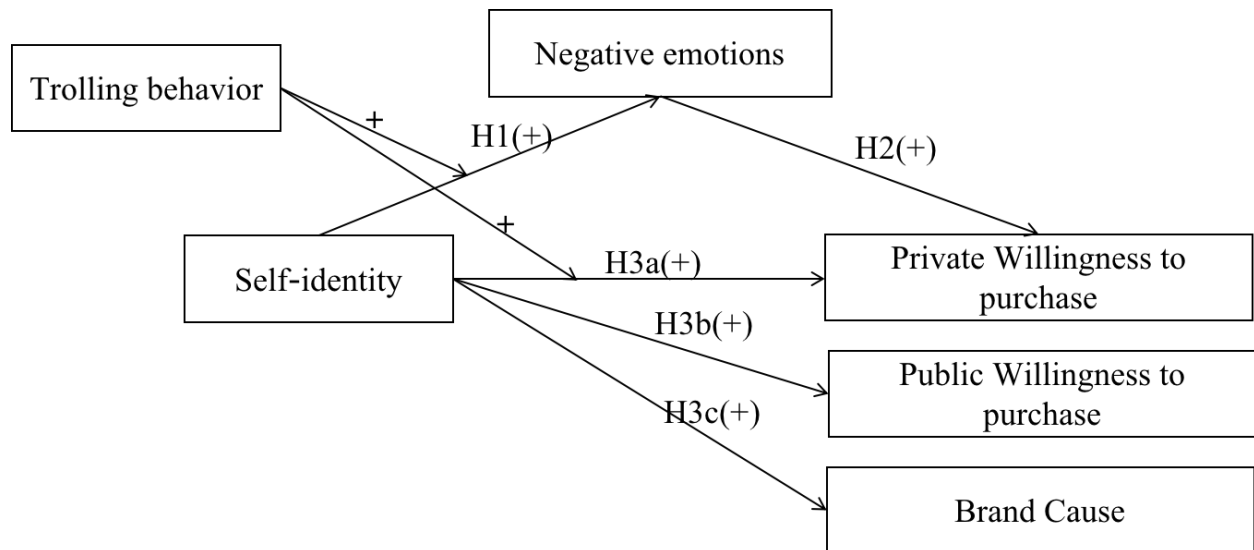 Negative emotions
Trolling behavior
+
H1(+)
H2(+)
+
Self-identity
H3a(+)
Private Willingness to
purchase
H3b(+)
Public Willingness to
purchase
H3c(+)
Brand Cause